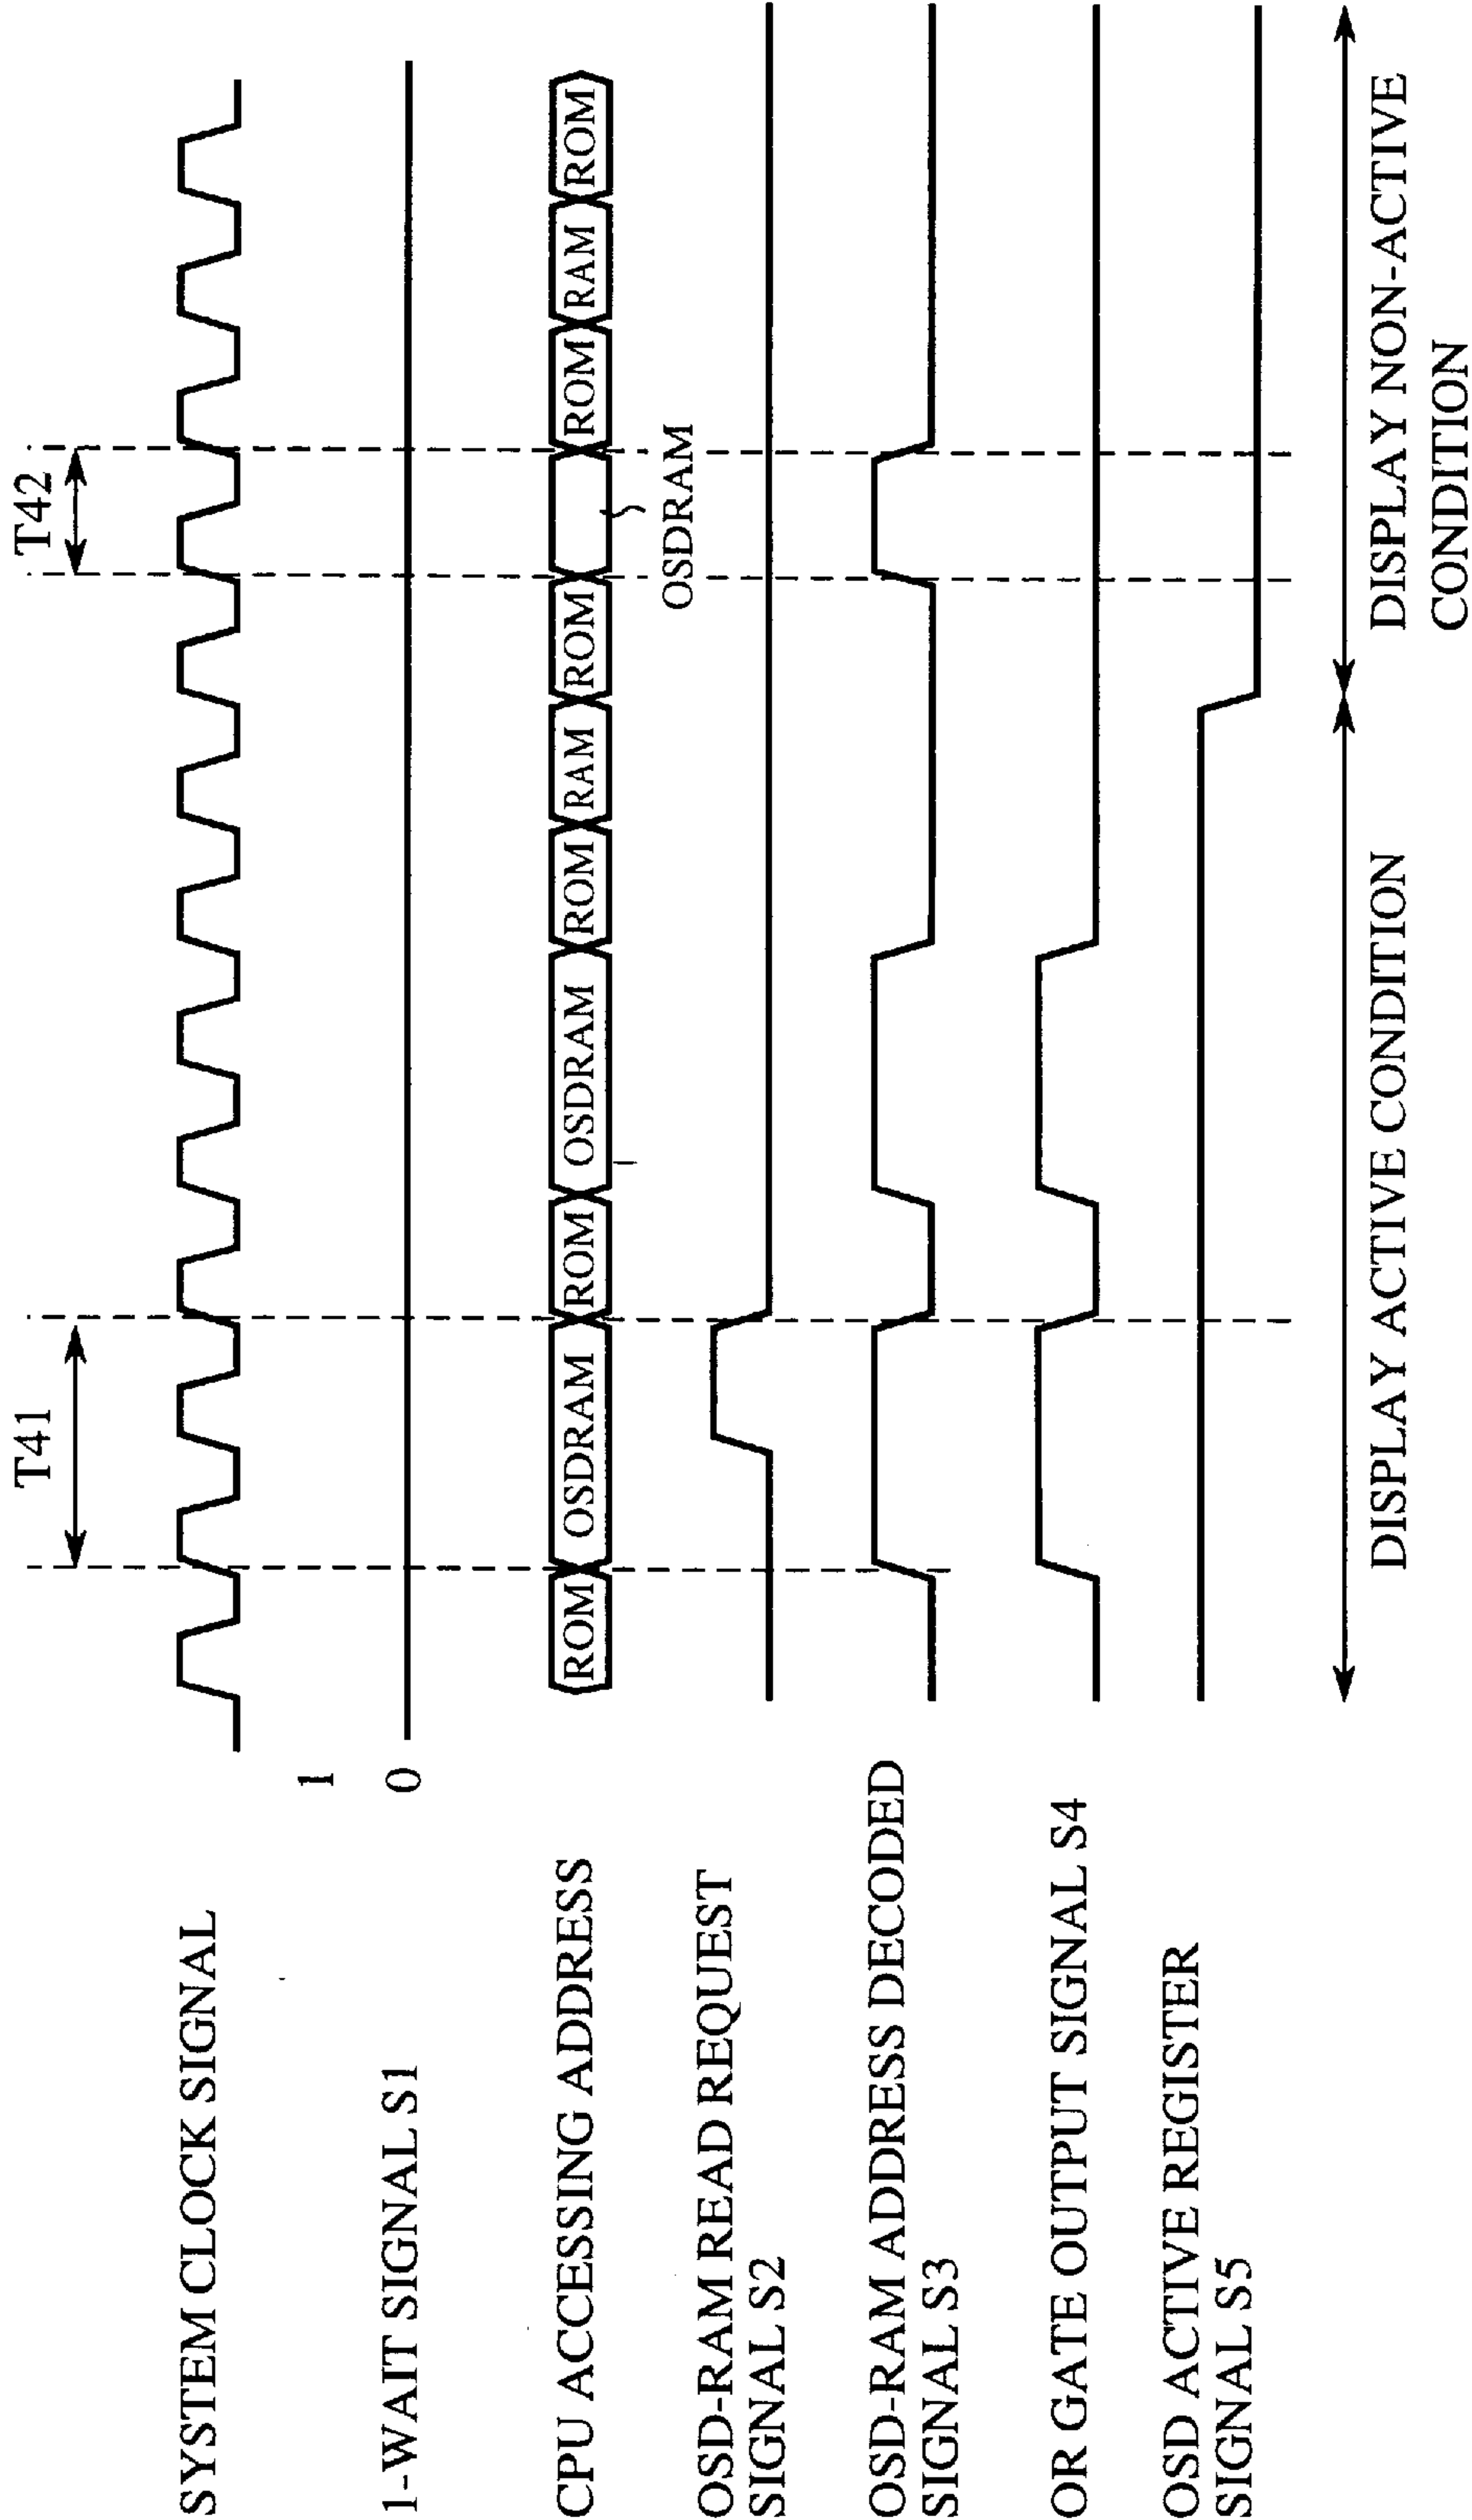 T41
T42
SYSTEM CLOCK SIGNAL
1
1-WAIT SIGNAL S1
0
CPU ACCESSING ADDRESS
ROM
OSDRAM
ROM
OSDRAM
ROM
RAM
ROM
ROM
RAM
ROM
OSDRAM
OSD-RAM READ REQUEST
SIGNAL S2
OSD-RAM ADDRESS DECODED
SIGNAL S3
OR GATE OUTPUT SIGNAL S4
OSD ACTIVE REGISTER
SIGNAL S5
DISPLAY ACTIVE CONDITION
DISPLAY NON-ACTIVE
CONDITION